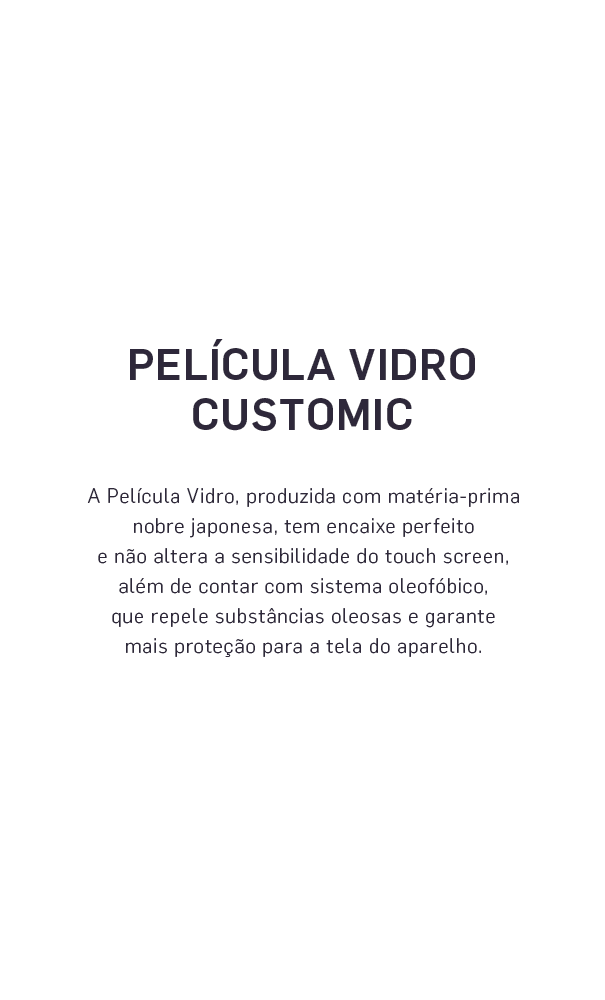 PELÍCULA VIDRO
CUSTOMIC
A Película Vidro, produzida com matéria-prima
nobre japonesa, tem encaixe perfeito
e não altera a sensibilidade do touch screen,
além de contar com sistema oleofóbico,
que repele substâncias oleosas e garante
mais proteção para a tela do aparelho.